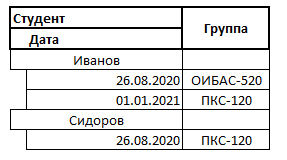 Студент Группа
Дата
Иванов
26.08.2020 ОИБАС-520
01.01.2021 ПКС-120
Сидоров
26.08.2020 ПКС-120